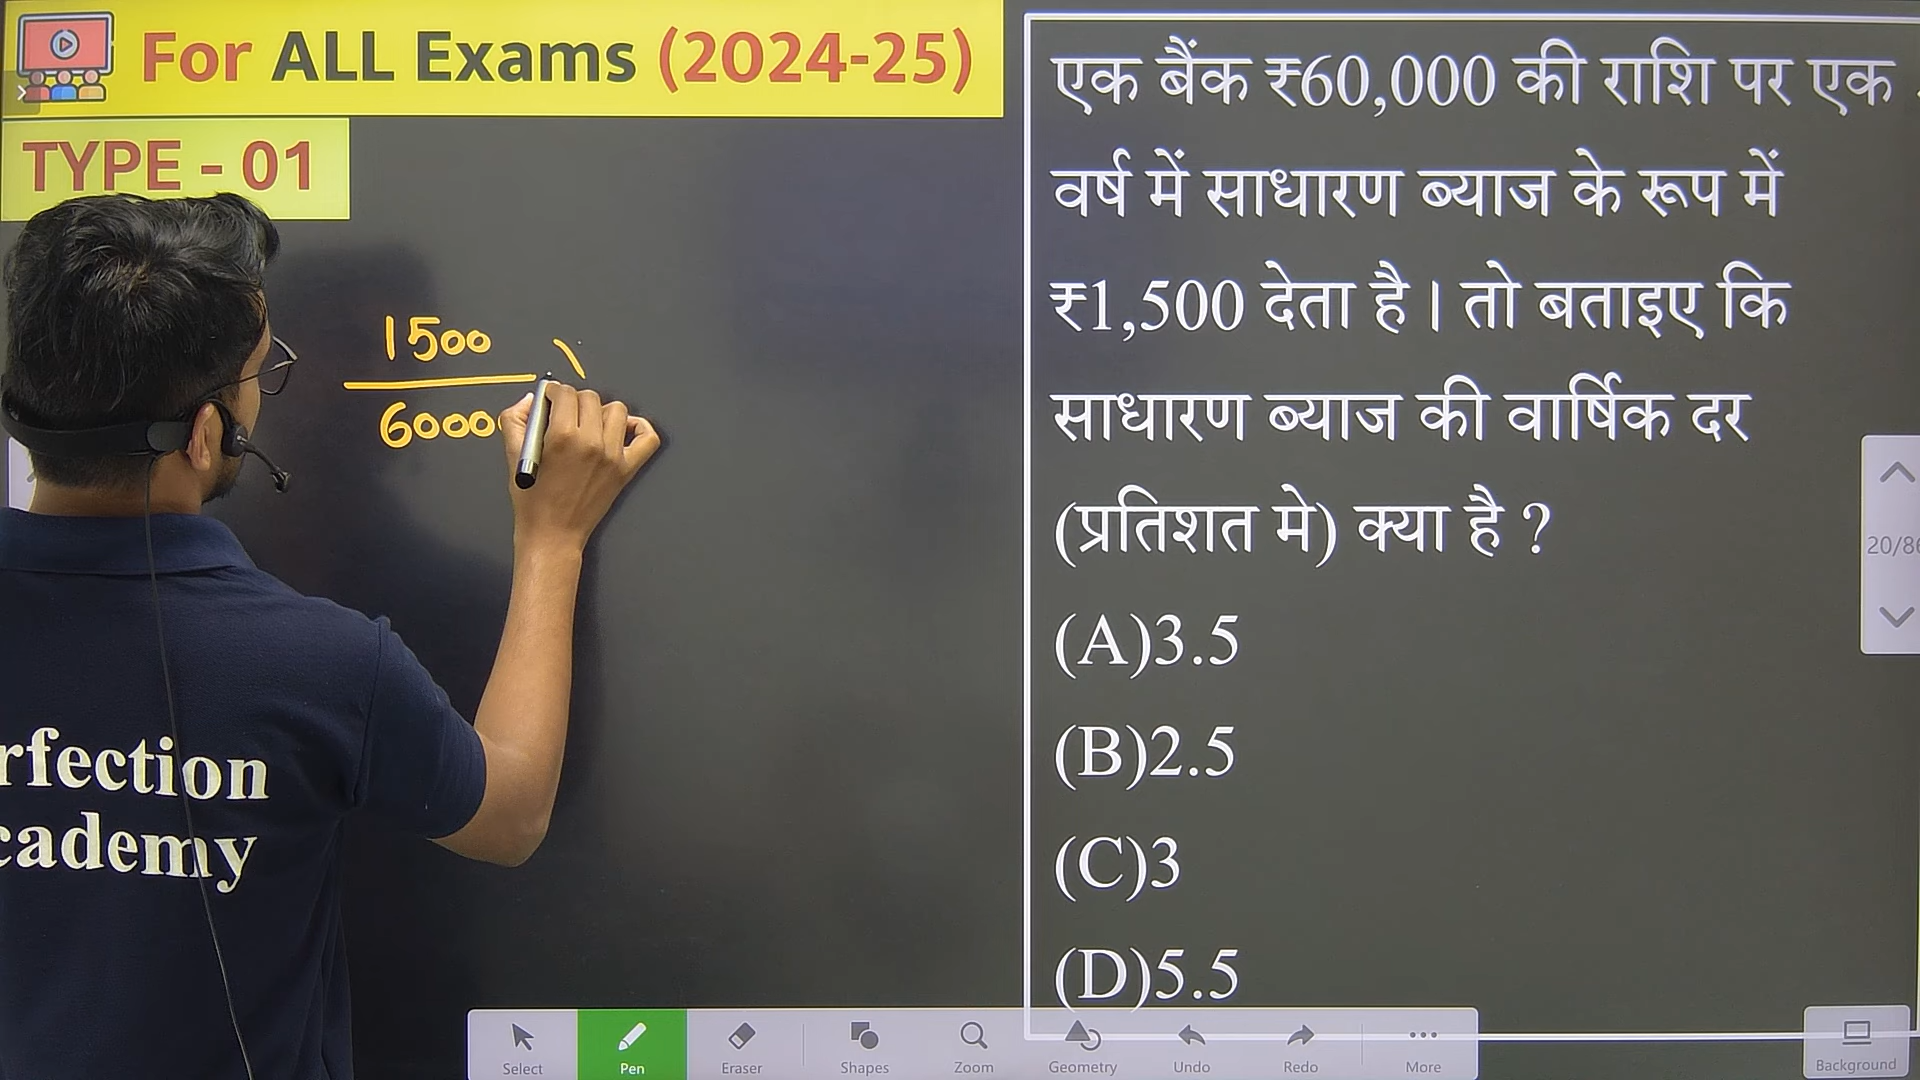 For ALL Exams (2024-25)
TYPE - 01
1500
6000
एक बैंक ₹60,000 की राशि पर एक
वर्ष में साधारण ब्याज के रूप में
₹1,500 देता है। तो बताइए कि
साधारण ब्याज की वार्षिक दर
(प्रतिशत मे) क्या है ?
(A)3.5
(B)2.5
(C)3
(D)5.5
20/86
rfection
cademy
Select
Pen
Eraser
Shapes
Zoom
Geometry
Undo
Redo
More
Background